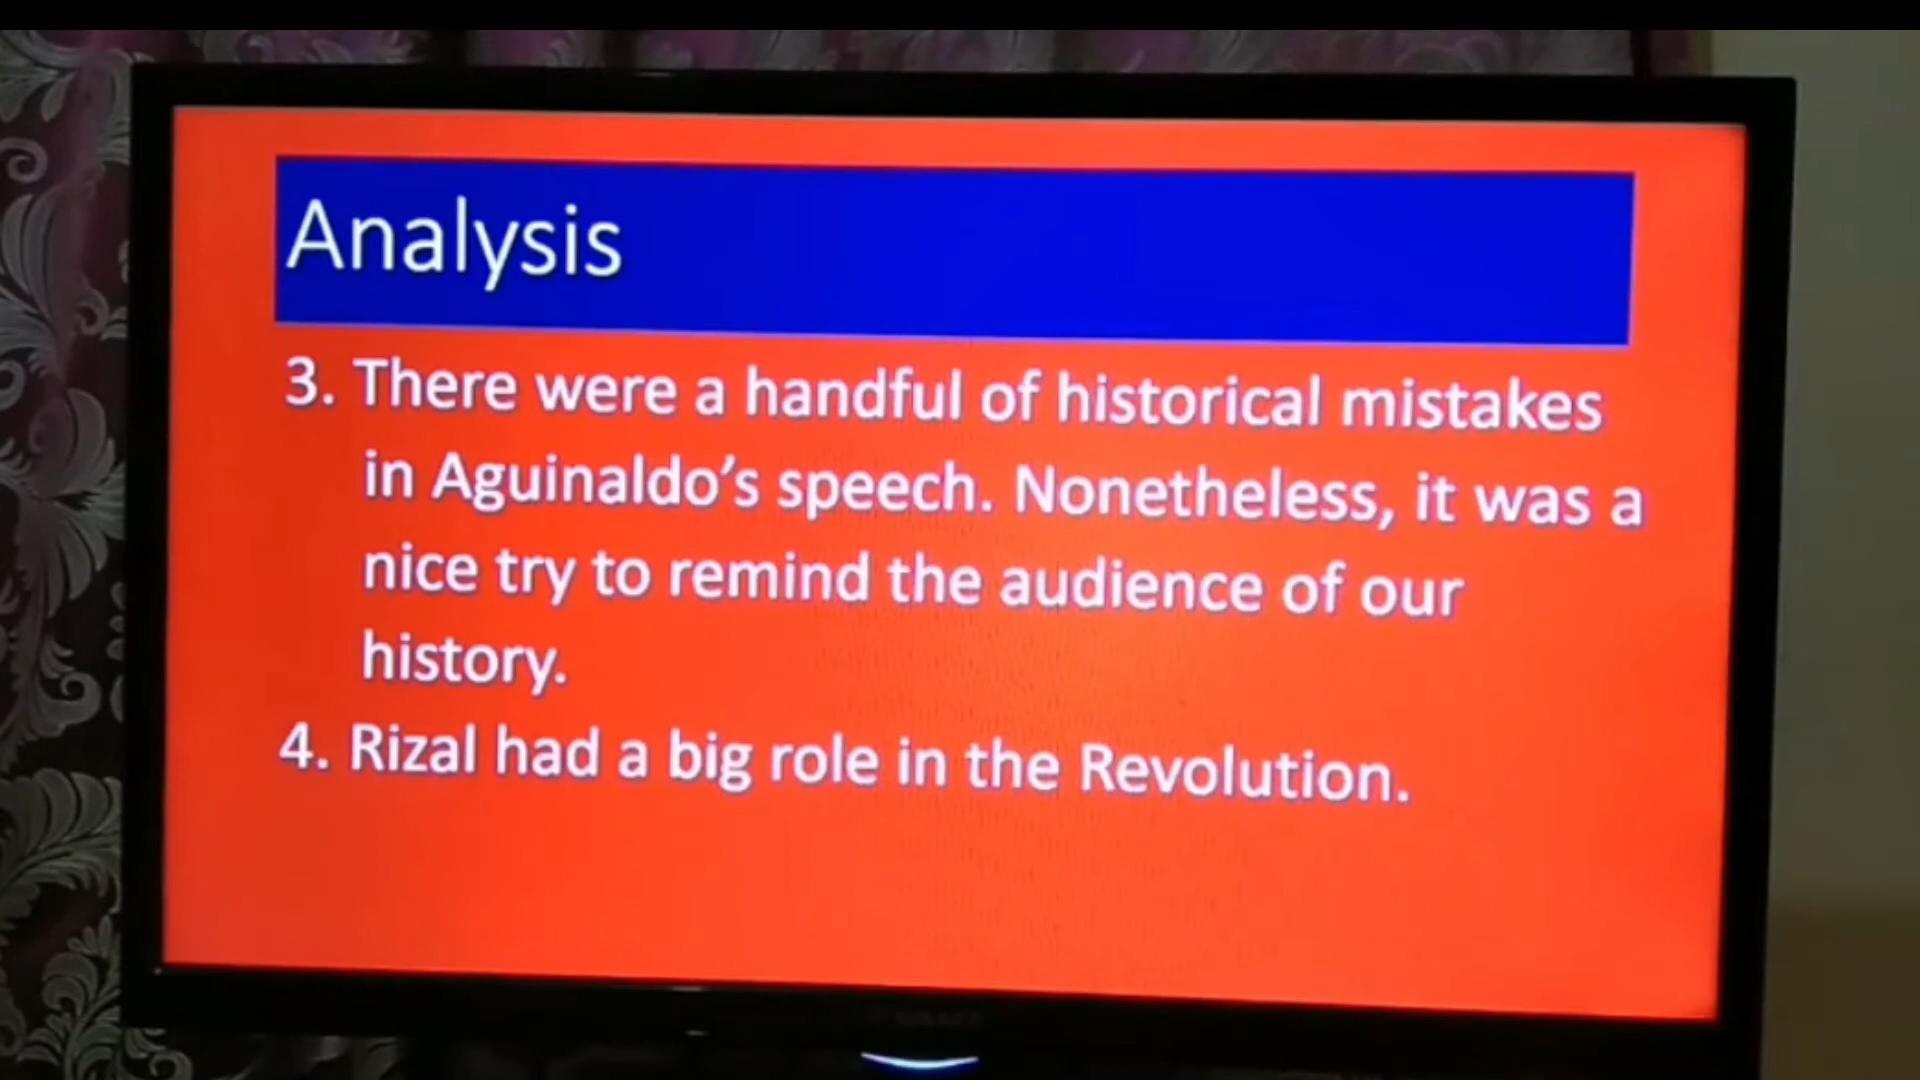 Analysis
3. There were a handful of historical mistakes
in Aguinaldo's speech. Nonetheless, it was a
nice try to remind the audience of our
history.
4. Rizal had a big role in the Revolution.